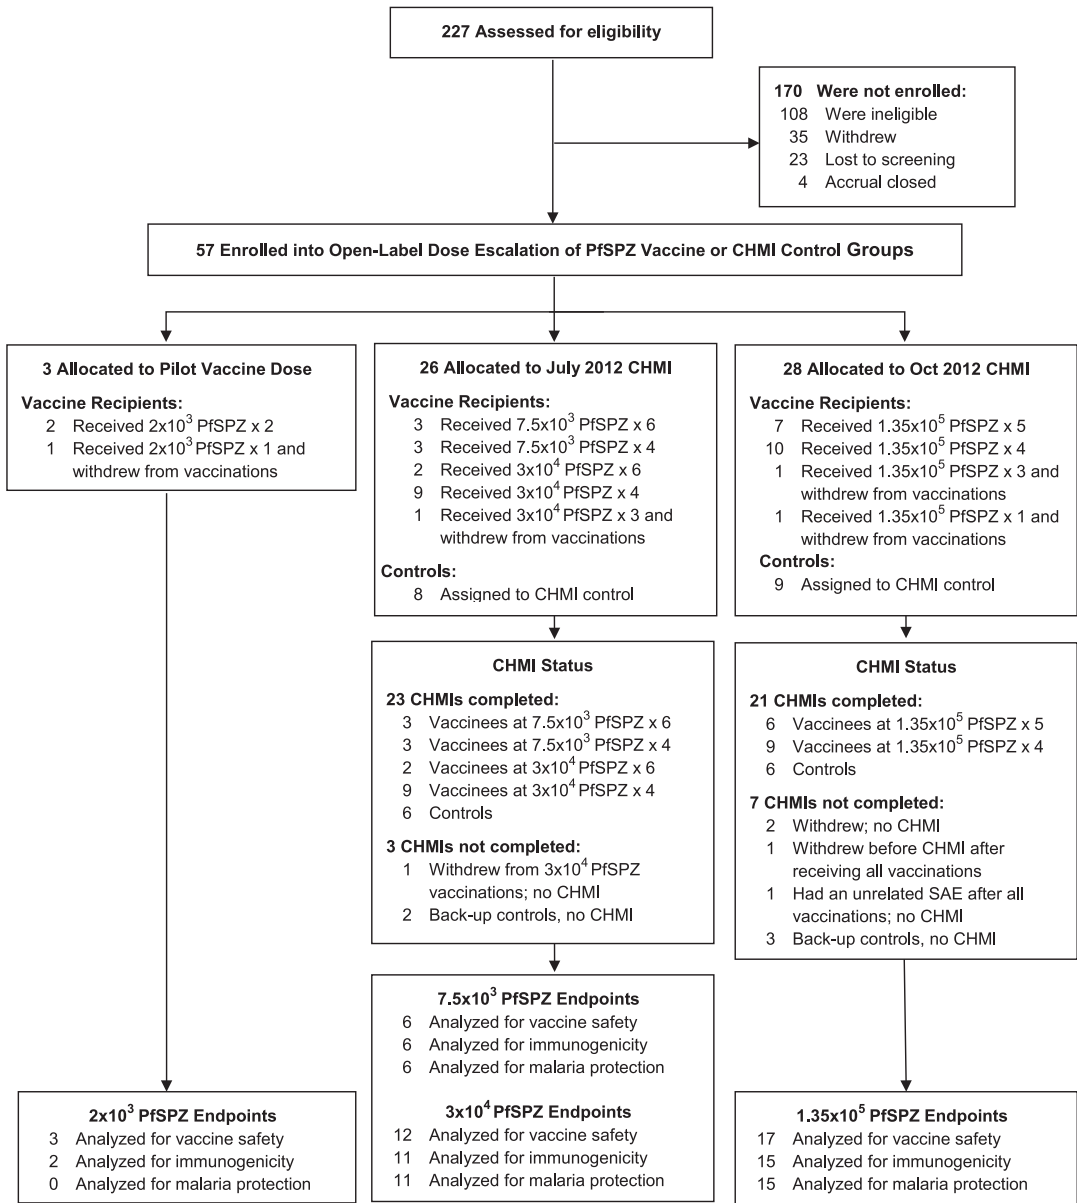 227 Assessed for eligibility
170 Were not enrolled:
108 Were ineligible
35 Withdrew
23 Lost to screening
4 Accrual closed
57 Enrolled into Open-Label Dose Escalation of PfSPZ Vaccine or CHMI Control Groups
3 Allocated to Pilot Vaccine Dose
Vaccine Recipients:
2 Received 2x10³ PfSPZ x 2
1 Received 2x10³ PfSPZ x 1 and
withdrew from vaccinations
26 Allocated to July 2012 CHMI
Vaccine Recipients:
3 Received 7.5x10³ PfSPZ x 6
3 Received 7.5x10³ PfSPZ x 4
2 Received 3x10⁴ PfSPZ x 6
9 Received 3x10⁴ PfSPZ x 4
1 Received 3x10⁴ PfSPZ x 3 and
withdrew from vaccinations
Controls:
8 Assigned to CHMI control
28 Allocated to Oct 2012 CHMI
Vaccine Recipients:
7 Received 1.35x10⁵ PfSPZ x 5
10 Received 1.35x10⁵ PfSPZ x 4
1 Received 1.35x10⁵ PfSPZ x 3 and
withdrew from vaccinations
1 Received 1.35x10⁵ PfSPZ x 1 and
withdrew from vaccinations
Controls:
9 Assigned to CHMI control
CHMI Status
23 CHMIs completed:
3 Vaccinees at 7.5x10³ PfSPZ x 6
3 Vaccinees at 7.5x10³ PfSPZ x 4
2 Vaccinees at 3x10⁴ PfSPZ x 6
9 Vaccinees at 3x10⁴ PfSPZ x 4
6 Controls
3 CHMIs not completed:
1 Withdrew from 3x10⁴ PfSPZ
vaccinations; no CHMI
2 Back-up controls, no CHMI
CHMI Status
21 CHMIs completed:
6 Vaccinees at 1.35x10⁵ PfSPZ x 5
9 Vaccinees at 1.35x10⁵ PfSPZ x 4
6 Controls
7 CHMIs not completed:
2 Withdrew; no CHMI
1 Withdrew before CHMI after
receiving all vaccinations
1 Had an unrelated SAE after all
vaccinations; no CHMI
3 Back-up controls, no CHMI
2x10³ PfSPZ Endpoints
3 Analyzed for vaccine safety
2 Analyzed for immunogenicity
0 Analyzed for malaria protection
7.5x10³ PfSPZ Endpoints
6 Analyzed for vaccine safety
6 Analyzed for immunogenicity
6 Analyzed for malaria protection
3x10⁴ PfSPZ Endpoints
12 Analyzed for vaccine safety
11 Analyzed for immunogenicity
11 Analyzed for malaria protection
1.35x10⁵ PfSPZ Endpoints
17 Analyzed for vaccine safety
15 Analyzed for immunogenicity
15 Analyzed for malaria protection